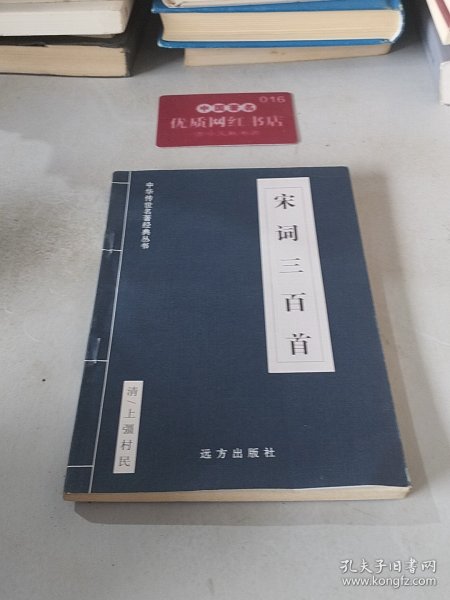 016
中国著名
优质网红书店
中华传世名著经典丛书
宋词三百首
清/上彊村民
远方出版社
孔夫子旧书网
www.kongfz.com